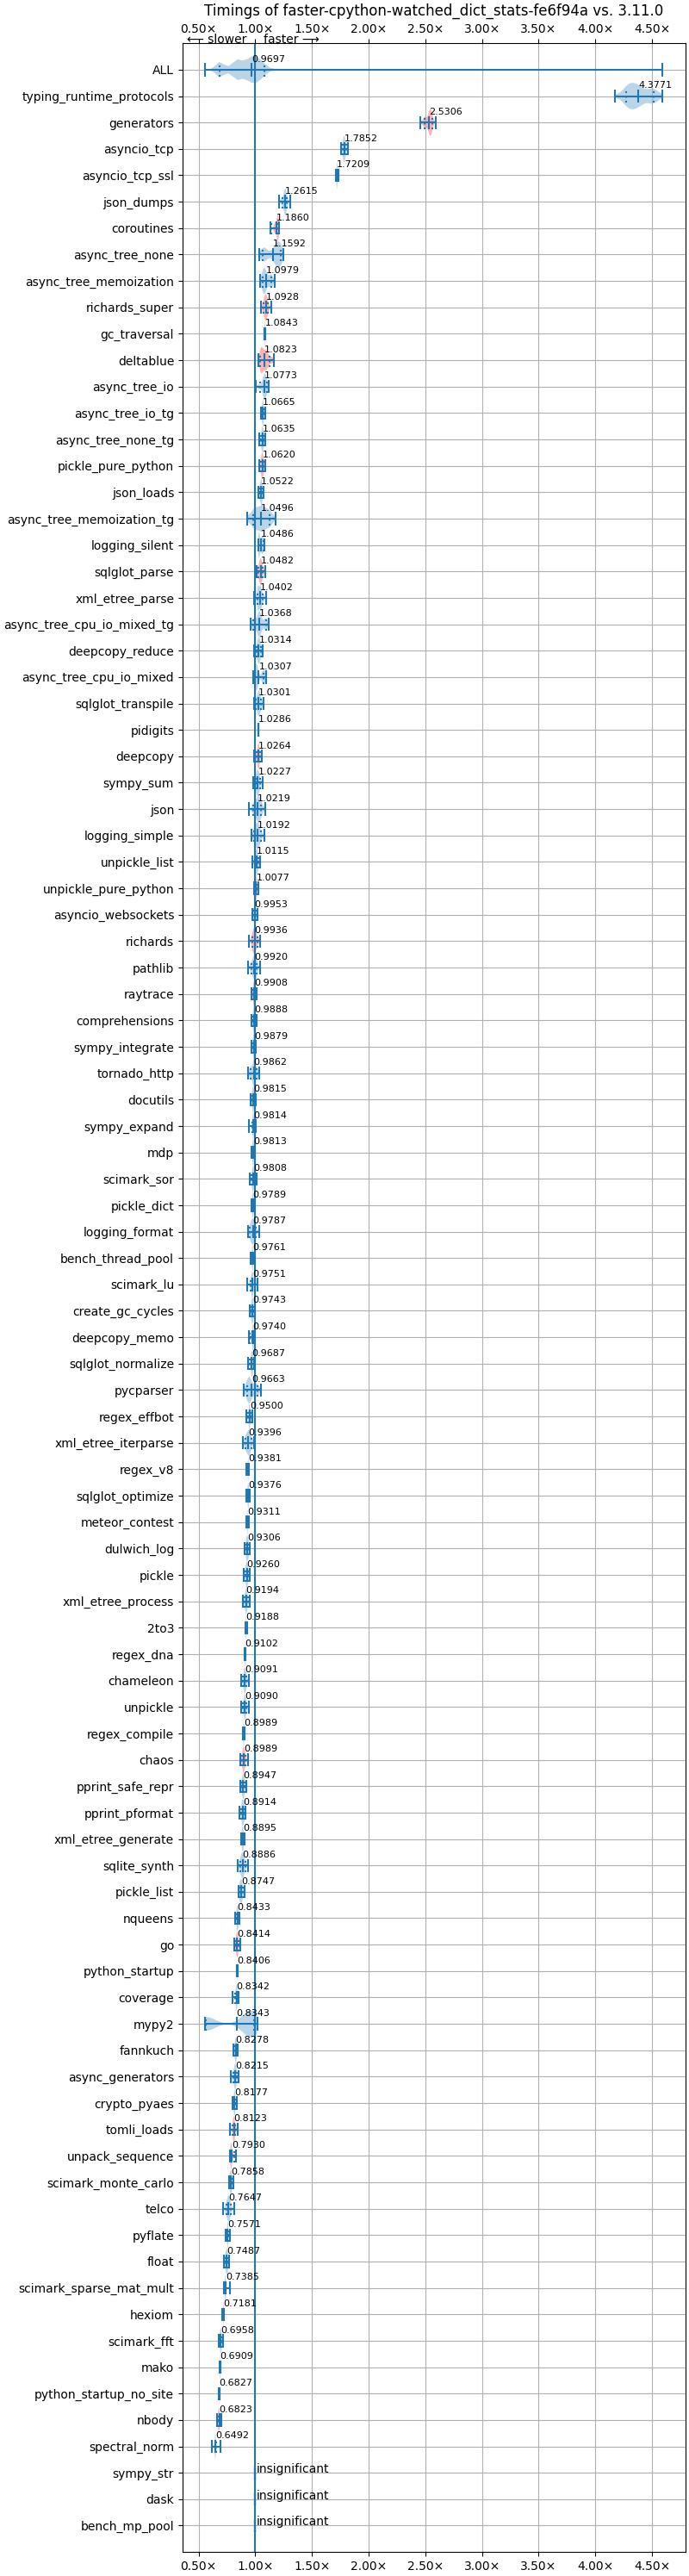 Timings of faster-cpython-watched_dict_stats-fe6f94a vs. 3.11.0
0.50× 1.00× 1.50× 2.00× 2.50× 3.00× 3.50× 4.00× 4.50×
⟵ slower faster ⟶
ALL 0.9697
typing_runtime_protocols 4.3771
generators 2.5306
asyncio_tcp 1.7852
asyncio_tcp_ssl 1.7209
json_dumps 1.2615
coroutines 1.1860
async_tree_none 1.1592
async_tree_memoization 1.0979
richards_super 1.0928
gc_traversal 1.0843
deltablue 1.0823
async_tree_io 1.0773
async_tree_io_tg 1.0665
async_tree_none_tg 1.0635
pickle_pure_python 1.0620
json_loads 1.0522
async_tree_memoization_tg 1.0496
logging_silent 1.0486
sqlglot_parse 1.0482
xml_etree_parse 1.0402
async_tree_cpu_io_mixed_tg 1.0368
deepcopy_reduce 1.0314
async_tree_cpu_io_mixed 1.0307
sqlglot_transpile 1.0301
pidigits 1.0286
deepcopy 1.0264
sympy_sum 1.0227
json 1.0219
logging_simple 1.0192
unpickle_list 1.0115
unpickle_pure_python 1.0077
asyncio_websockets 0.9953
richards 0.9936
pathlib 0.9920
raytrace 0.9908
comprehensions 0.9888
sympy_integrate 0.9879
tornado_http 0.9862
docutils 0.9815
sympy_expand 0.9814
mdp 0.9813
scimark_sor 0.9808
pickle_dict 0.9789
logging_format 0.9787
bench_thread_pool 0.9761
scimark_lu 0.9751
create_gc_cycles 0.9743
deepcopy_memo 0.9740
sqlglot_normalize 0.9687
pycparser 0.9663
regex_effbot 0.9500
xml_etree_iterparse 0.9396
regex_v8 0.9381
sqlglot_optimize 0.9376
meteor_contest 0.9311
dulwich_log 0.9306
pickle 0.9260
xml_etree_process 0.9194
2to3 0.9188
regex_dna 0.9102
chameleon 0.9091
unpickle 0.9090
regex_compile 0.8989
chaos 0.8989
pprint_safe_repr 0.8947
pprint_pformat 0.8914
xml_etree_generate 0.8895
sqlite_synth 0.8886
pickle_list 0.8747
nqueens 0.8433
go 0.8414
python_startup 0.8406
coverage 0.8342
mypy2 0.8343
fannkuch 0.8278
async_generators 0.8215
crypto_pyaes 0.8177
tomli_loads 0.8123
unpack_sequence 0.7930
scimark_monte_carlo 0.7858
telco 0.7647
pyflate 0.7571
float 0.7487
scimark_sparse_mat_mult 0.7385
hexiom 0.7181
scimark_fft 0.6958
mako 0.6909
python_startup_no_site 0.6827
nbody 0.6823
spectral_norm 0.6492
sympy_str insignificant
dask insignificant
bench_mp_pool insignificant
0.50× 1.00× 1.50× 2.00× 2.50× 3.00× 3.50× 4.00× 4.50×